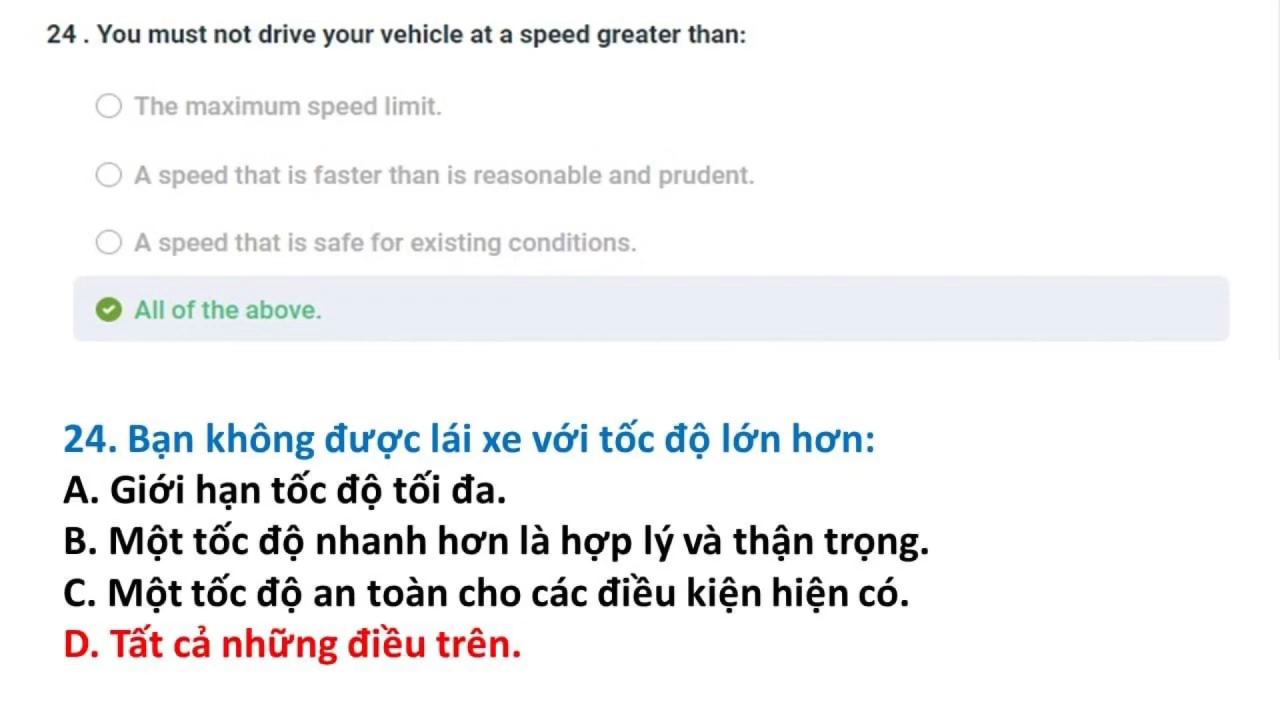 24 . You must not drive your vehicle at a speed greater than:
The maximum speed limit.
A speed that is faster than is reasonable and prudent.
A speed that is safe for existing conditions.
All of the above.
24. Bạn không được lái xe với tốc độ lớn hơn:
A. Giới hạn tốc độ tối đa.
B. Một tốc độ nhanh hơn là hợp lý và thận trọng.
C. Một tốc độ an toàn cho các điều kiện hiện có.
D. Tất cả những điều trên.